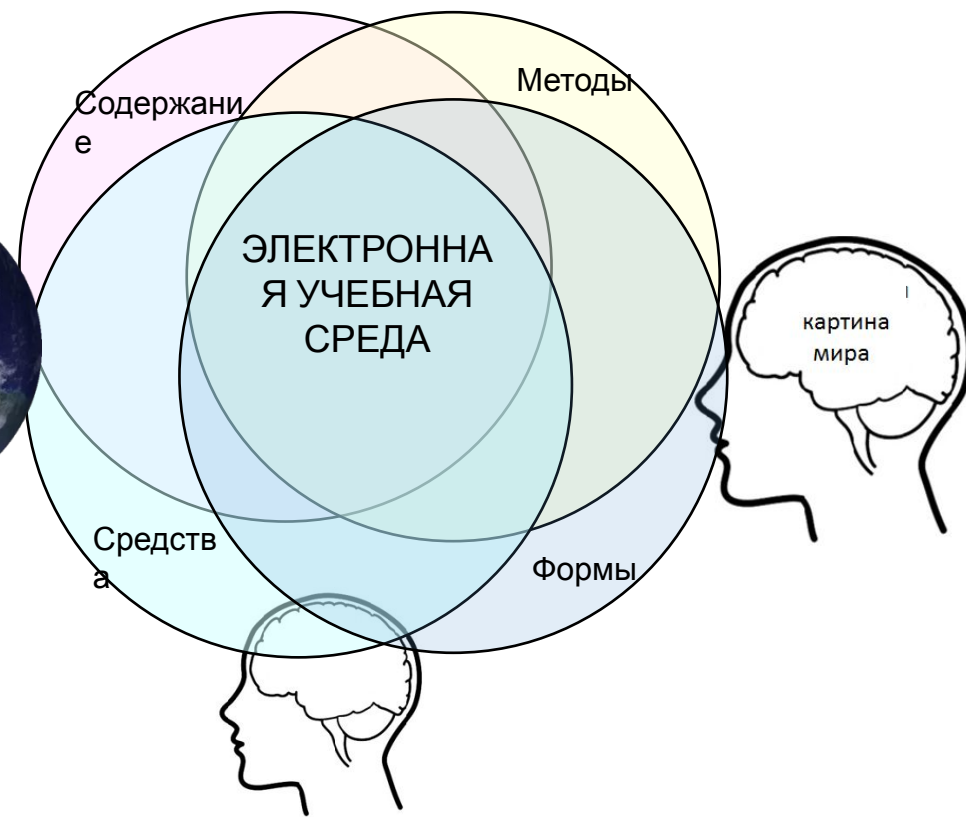 Методы
Содержани
е
ЭЛЕКТРОННА
Я УЧЕБНАЯ
СРЕДА
картина
мира
Средств
а
Формы